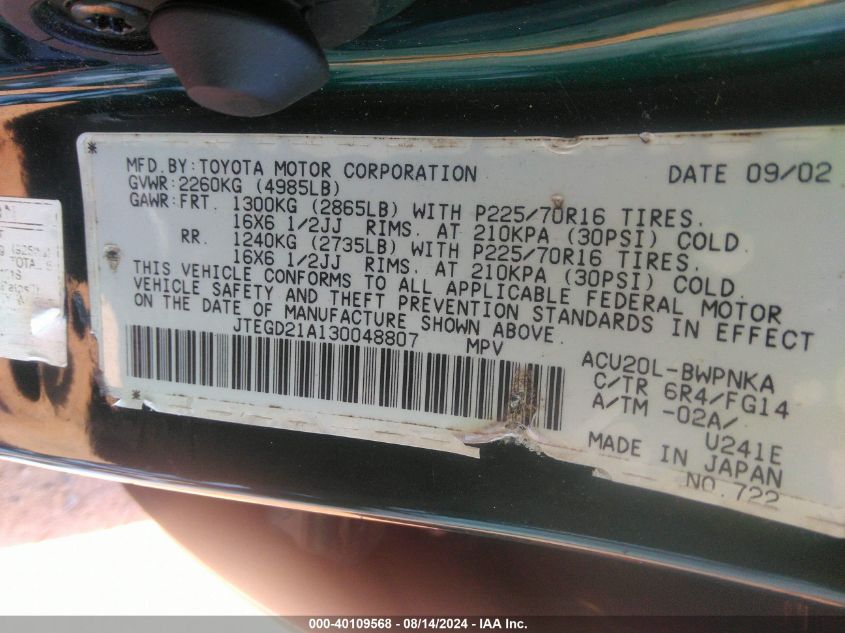 MFD.BY:TOYOTA MOTOR CORPORATION DATE 09/02
GVWR:2260KG (4985LB)
GAWR:FRT. 1300KG (2865LB) WITH P225/70R16 TIRES.
16X6 1/2JJ RIMS. AT 210KPA (30PSI) COLD.
RR. 1240KG (2735LB) WITH P225/70R16 TIRES.
16X6 1/2JJ RIMS. AT 210KPA (30PSI) COLD
THIS VEHICLE CONFORMS TO ALL APPLICABLE FEDERAL MOTOR
VEHICLE SAFETY AND THEFT PREVENTION STANDARDS IN EFFECT
ON THE DATE OF MANUFACTURE SHOWN ABOVE.
JTEGD21A130048807 MPV
ACU20L-BWPNKA
C/TR 6R4/FG14
A/TM -02A/
U241E
MADE IN JAPAN
NO.722
000-40109568 - 08/14/2024 - IAA Inc.